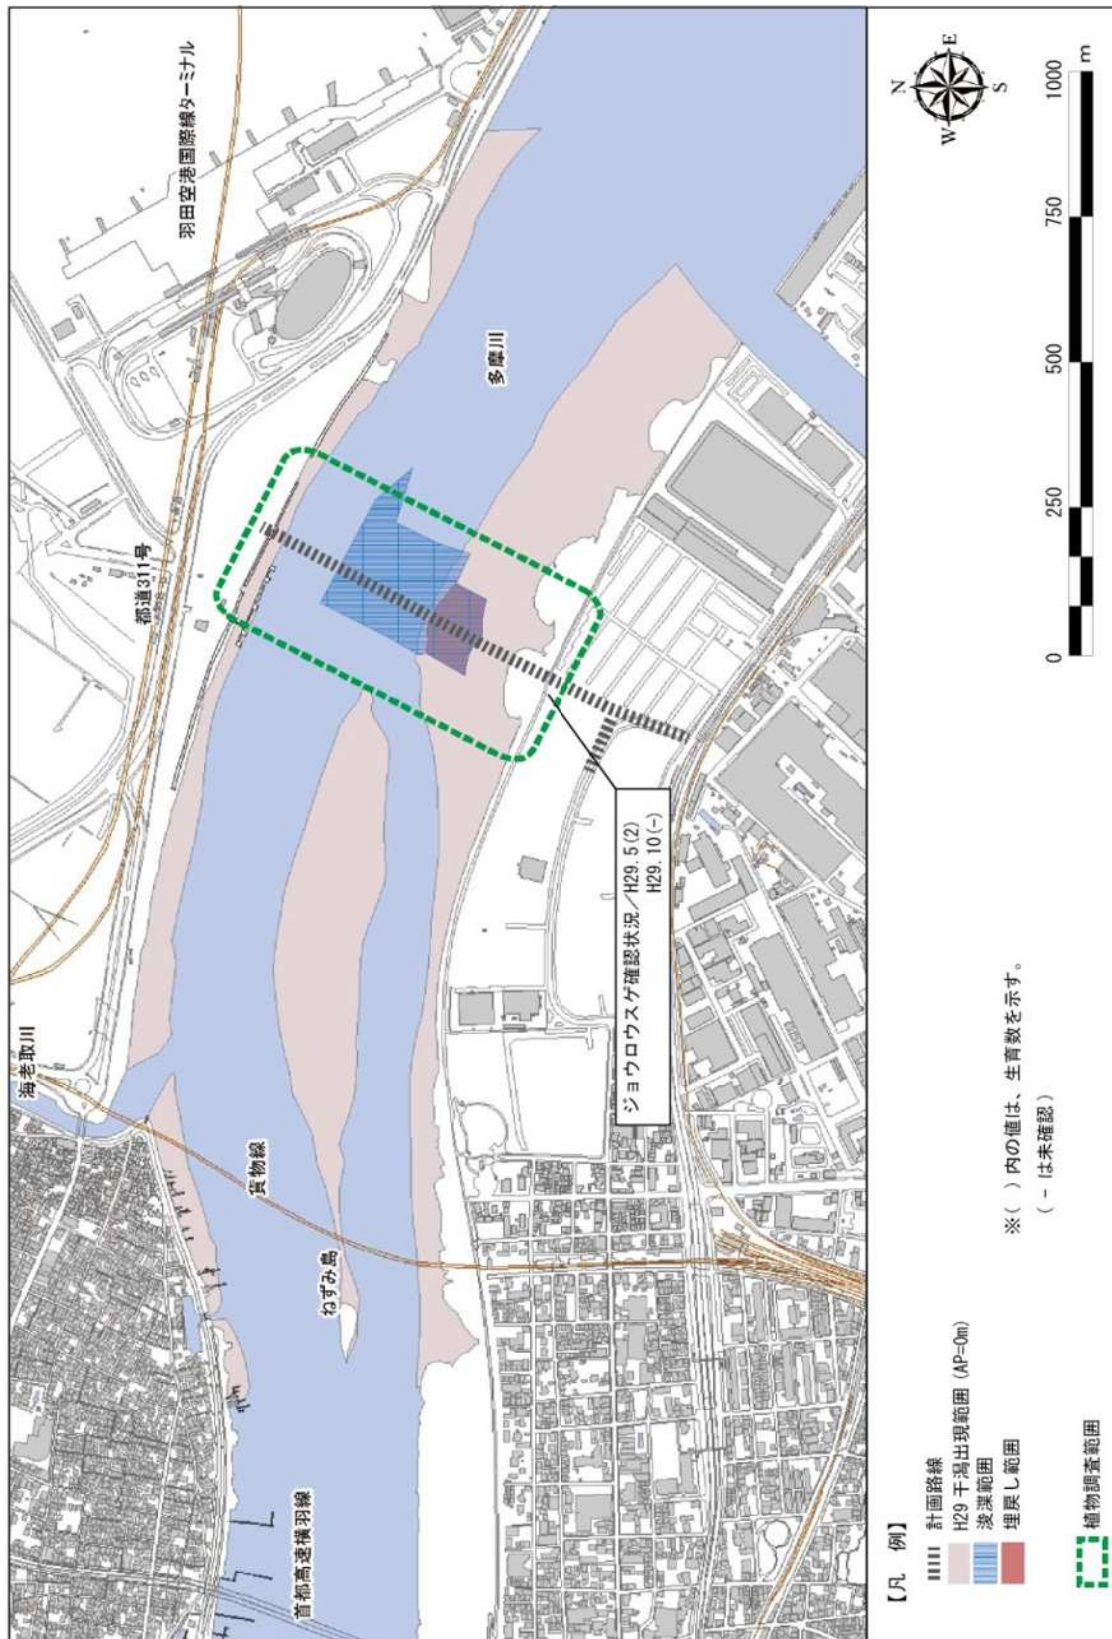 羽田空港国際線ターミナル
都道311号
海老取川
多摩川
貨物線
ねずみ島
首都高速横羽線
ジョウロウスゲ確認状況/H29.5(2)
H29.10(-)
【凡 例】
計画路線
H29 干潟出現範囲 (AP=0m)
浚渫範囲
埋戻し範囲
植物調査範囲
※( )内の値は、生育数を示す。
( - は未確認)
N
E
S
W
0 250 500 750 1000
m